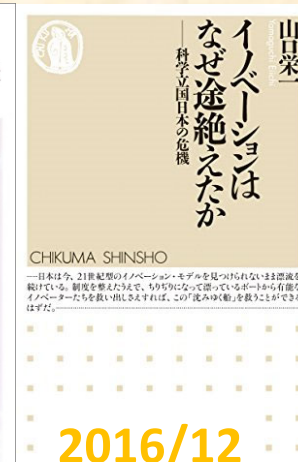 山口栄一
Yamaguchi Eiichi
イノベーションは
なぜ途絶えたか
──科学立国日本の危機
CHIKUMA SHINSHO
──日本は今、21世紀型のイノベーション・モデルを見つけられないまま漂流を
続けている。制度を整えたうえで、ちりぢりになって漂っているボートから有能な
イノベーターたちを救い出しさえすれば、この「沈みゆく船」を救うことができる
はずだ。
2016/12